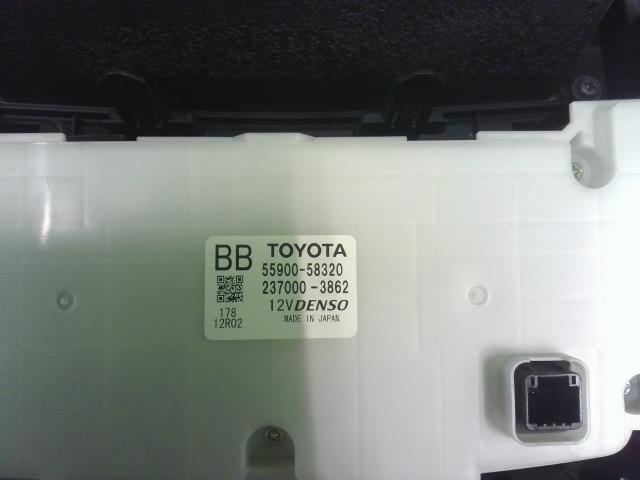 BB TOYOTA
55900-58320
237000-3862
12V DENSO
178
12R02
MADE IN JAPAN